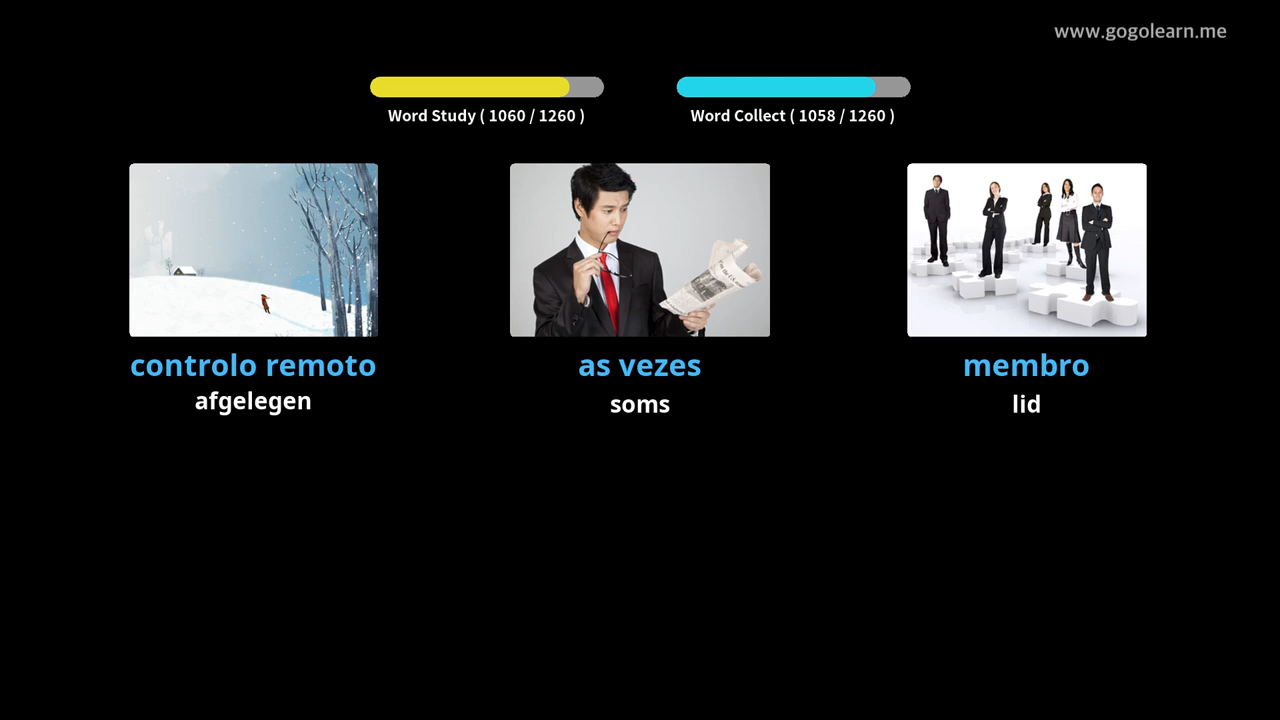 www.gogolearn.me
Word Study ( 1060 / 1260 )
Word Collect ( 1058 / 1260 )
controlo remoto
afgelegen
as vezes
soms
membro
lid